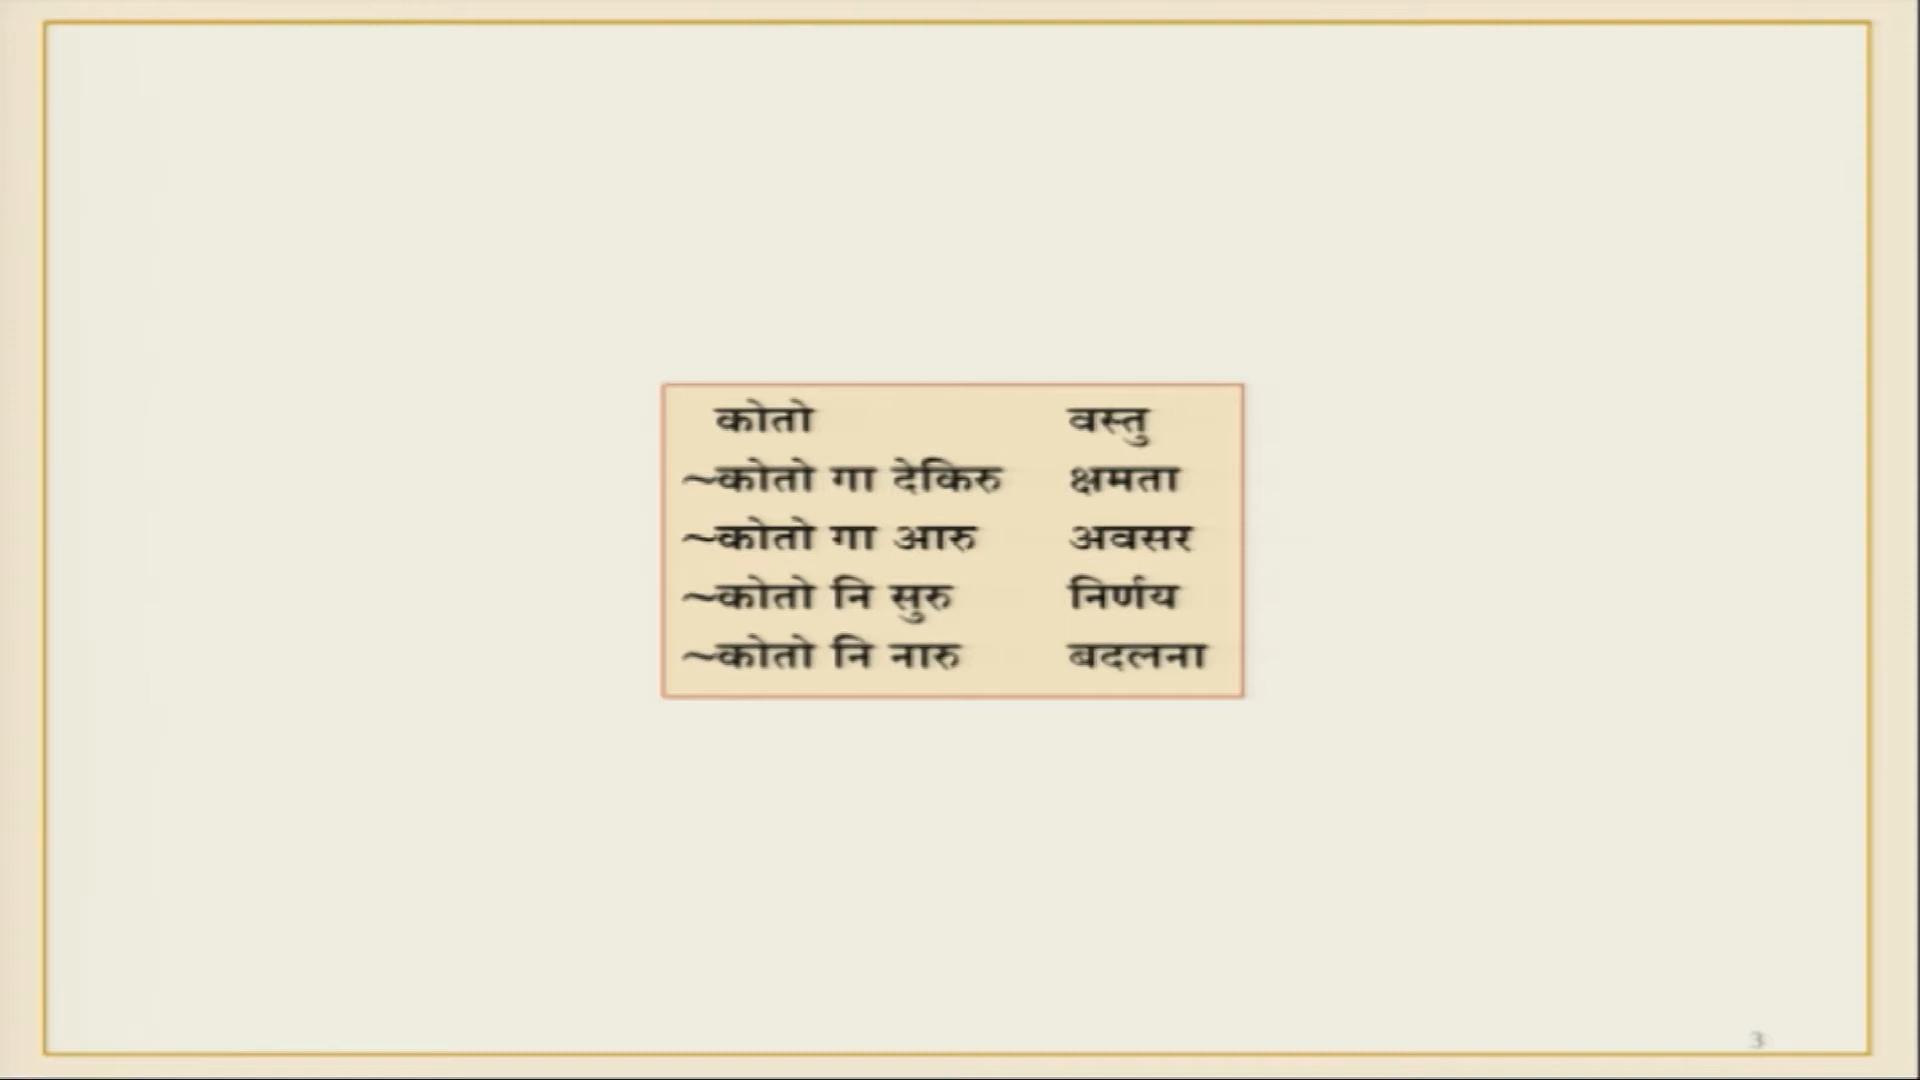 कोतो वस्तु
~कोतो गा देकिरु क्षमता
~कोतो गा आरु अवसर
~कोतो नि सुरु निर्णय
~कोतो नि नारु बदलना
3